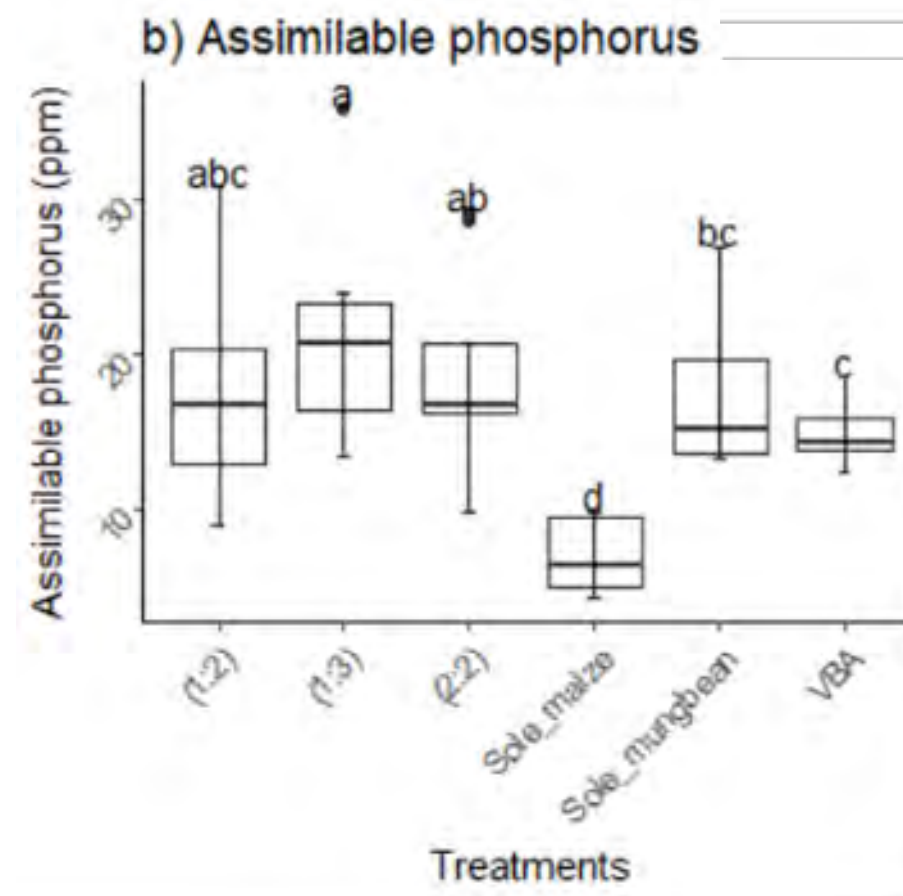 b) Assimilable phosphorus
Assimilable phosphorus (ppm)
30
20
10
a
abc
ab
bc
c
d
(1:2)
(1:3)
(2:2)
Sole_maize
Sole_mungbean
VBA
Treatments